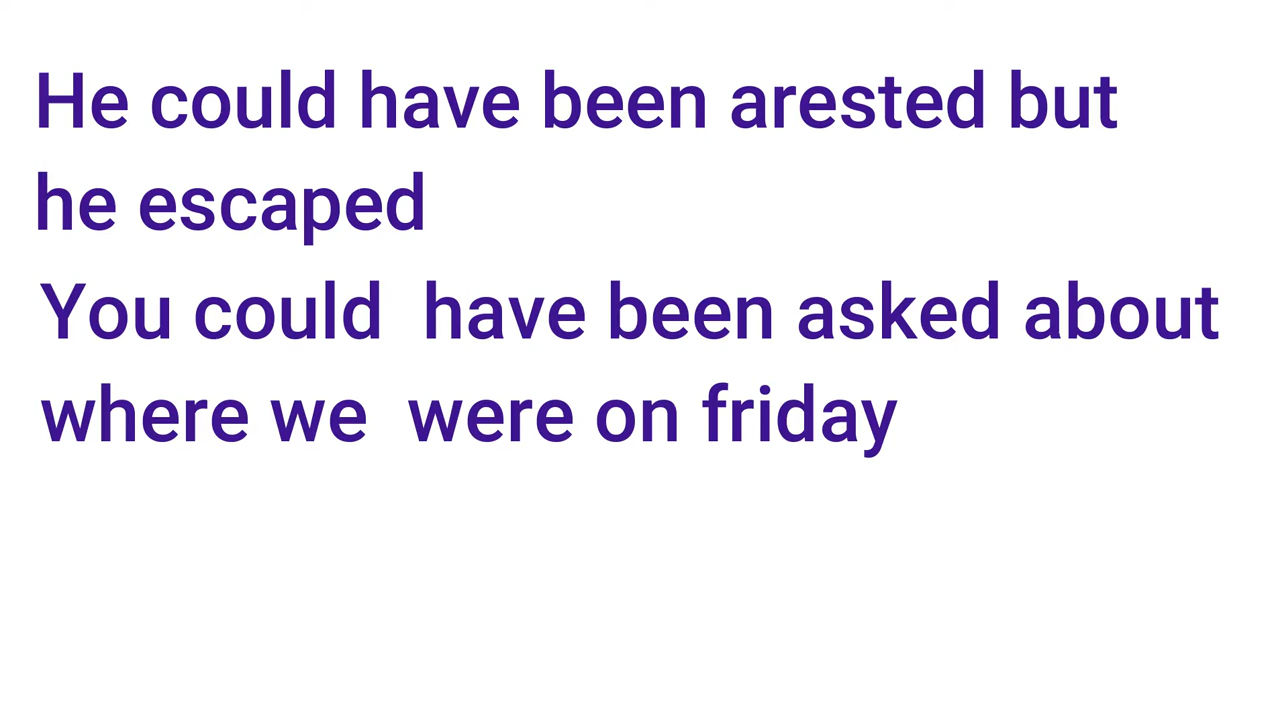 He could have been arested but
he escaped
You could  have been asked about
where we  were on friday